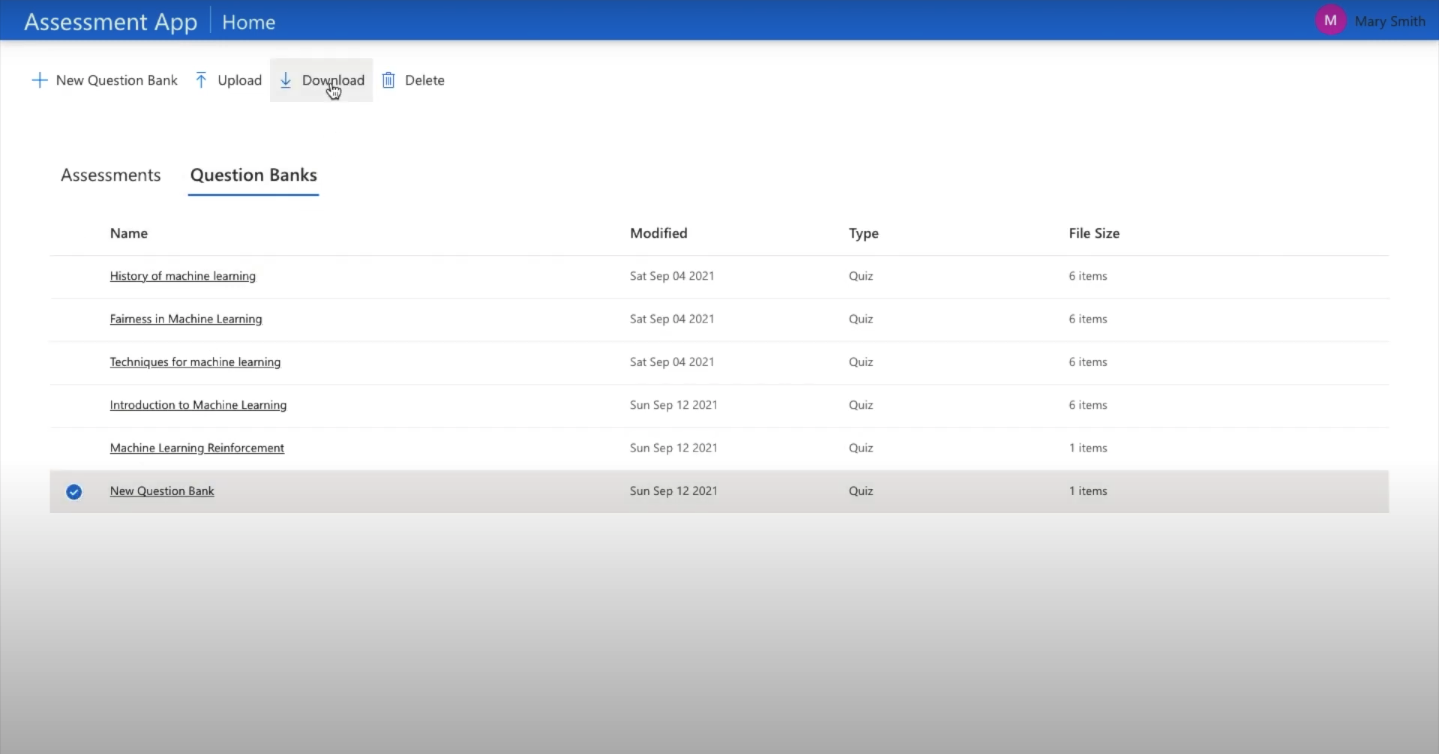 Assessment App Home M Mary Smith
New Question Bank Upload Download Delete
Assessments Question Banks
Name Modified Type File Size
History of machine learning Sat Sep 04 2021 Quiz 6 items
Fairness in Machine Learning Sat Sep 04 2021 Quiz 6 items
Techniques for machine learning Sat Sep 04 2021 Quiz 6 items
Introduction to Machine Learning Sun Sep 12 2021 Quiz 6 items
Machine Learning Reinforcement Sun Sep 12 2021 Quiz 1 items
New Question Bank Sun Sep 12 2021 Quiz 1 items